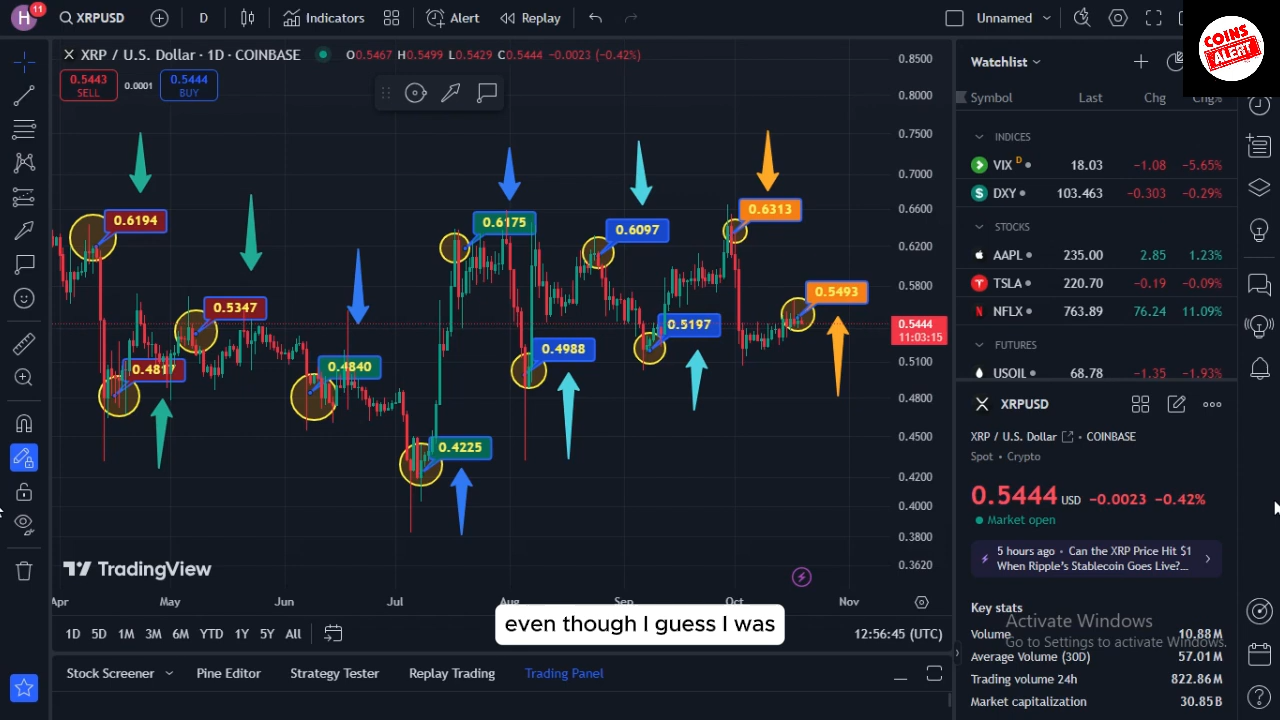 H 11 XRPUSD D Indicators Alert Replay Unnamed
COINS
ALERT
XRP / U.S. Dollar · 1D · COINBASE O0.5467 H0.5499 L0.5429 C0.5444 −0.0023 (−0.42%)
0.5443
SELL
0.0001
0.5444
BUY
0.8500
0.8000
0.7500
0.7000
0.6600
0.6200
0.5800
0.5444
11:03:15
0.5100
0.4800
0.4500
0.4200
0.4000
0.3800
0.3620
0.6194
0.4817
0.5347
0.4840
0.4225
0.6175
0.4988
0.6097
0.5197
0.6313
0.5493
TradingView
Apr May Jun Jul Aug Sep Oct Nov
even though I guess I was
1D 5D 1M 3M 6M YTD 1Y 5Y All 12:56:45 (UTC)
Stock Screener Pine Editor Strategy Tester Replay Trading Trading Panel
Watchlist
Symbol Last Chg Chg%
INDICES
VIX D 18.03 −1.08 −5.65%
DXY 103.463 −0.303 −0.29%
STOCKS
AAPL 235.00 2.85 1.23%
TSLA 220.70 −0.19 −0.09%
NFLX 763.89 76.24 11.09%
FUTURES
USOIL 68.78 −1.35 −1.93%
XRPUSD
XRP / U.S. Dollar • COINBASE
Spot • Crypto
0.5444 USD −0.0023 −0.42%
Market open
5 hours ago • Can the XRP Price Hit $1
When Ripple's Stablecoin Goes Live?...
Key stats
Activate Windows
Go to Settings to activate Windows.
Volume 10.88M
Average Volume (30D) 57.01M
Trading volume 24h 822.86M
Market capitalization 30.85B